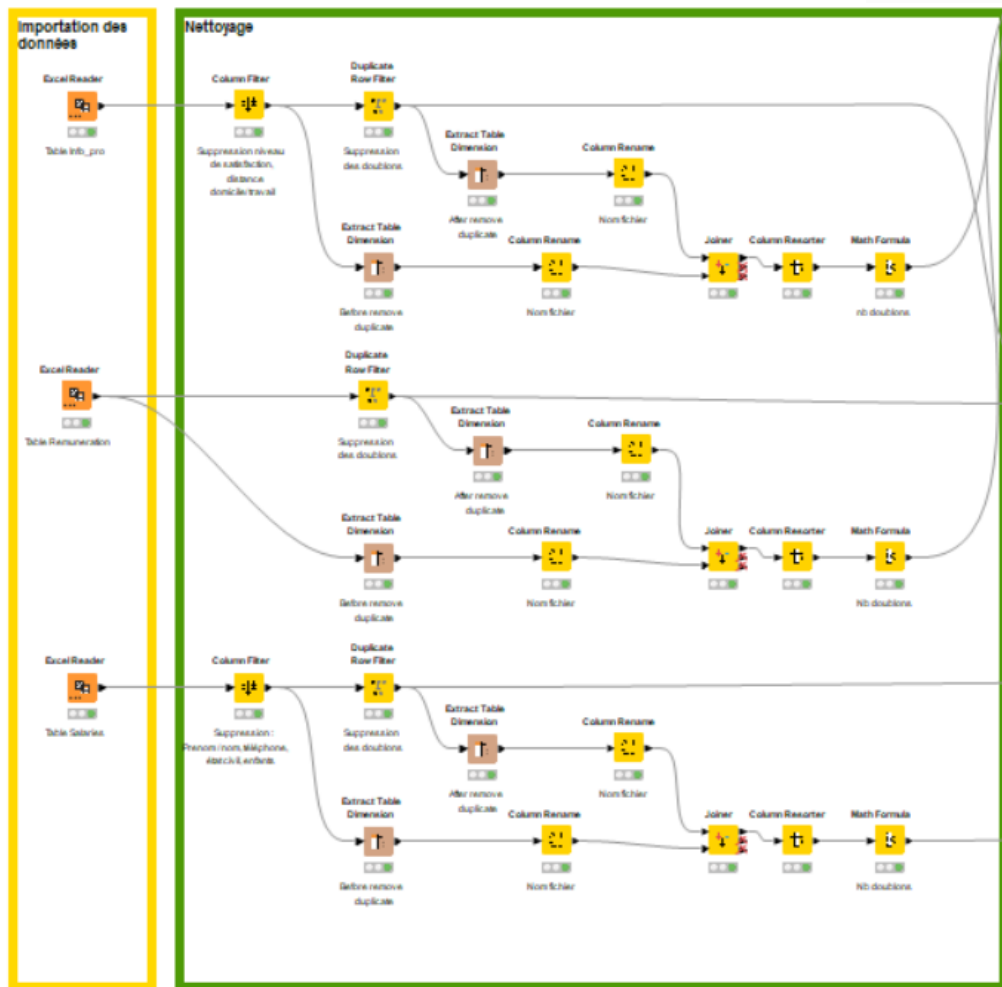 Importation des
données
Nettoyage
Excel Reader
Table Info_pro
Column Filter
Suppression niveau
de satisfaction,
distance
domicile/travail
Duplicate
Row Filter
Suppression
des doublons
Extract Table
Dimension
After remove
duplicate
Column Rename
Nom fichier
Extract Table
Dimension
Before remove
duplicate
Column Rename
Nom fichier
Joiner
Column Resorter
Math Formula
nb doublons
Excel Reader
Table Remuneration
Duplicate
Row Filter
Suppression
des doublons
Extract Table
Dimension
After remove
duplicate
Column Rename
Nom fichier
Extract Table
Dimension
Before remove
duplicate
Column Rename
Nom fichier
Joiner
Column Resorter
Math Formula
Nb doublons
Excel Reader
Table Salaries
Column Filter
Suppression :
Prenom / nom, téléphone,
état civil, enfants
Duplicate
Row Filter
Suppression
des doublons
Extract Table
Dimension
After remove
duplicate
Column Rename
Nom fichier
Extract Table
Dimension
Before remove
duplicate
Column Rename
Nom fichier
Joiner
Column Resorter
Math Formula
Nb doublons